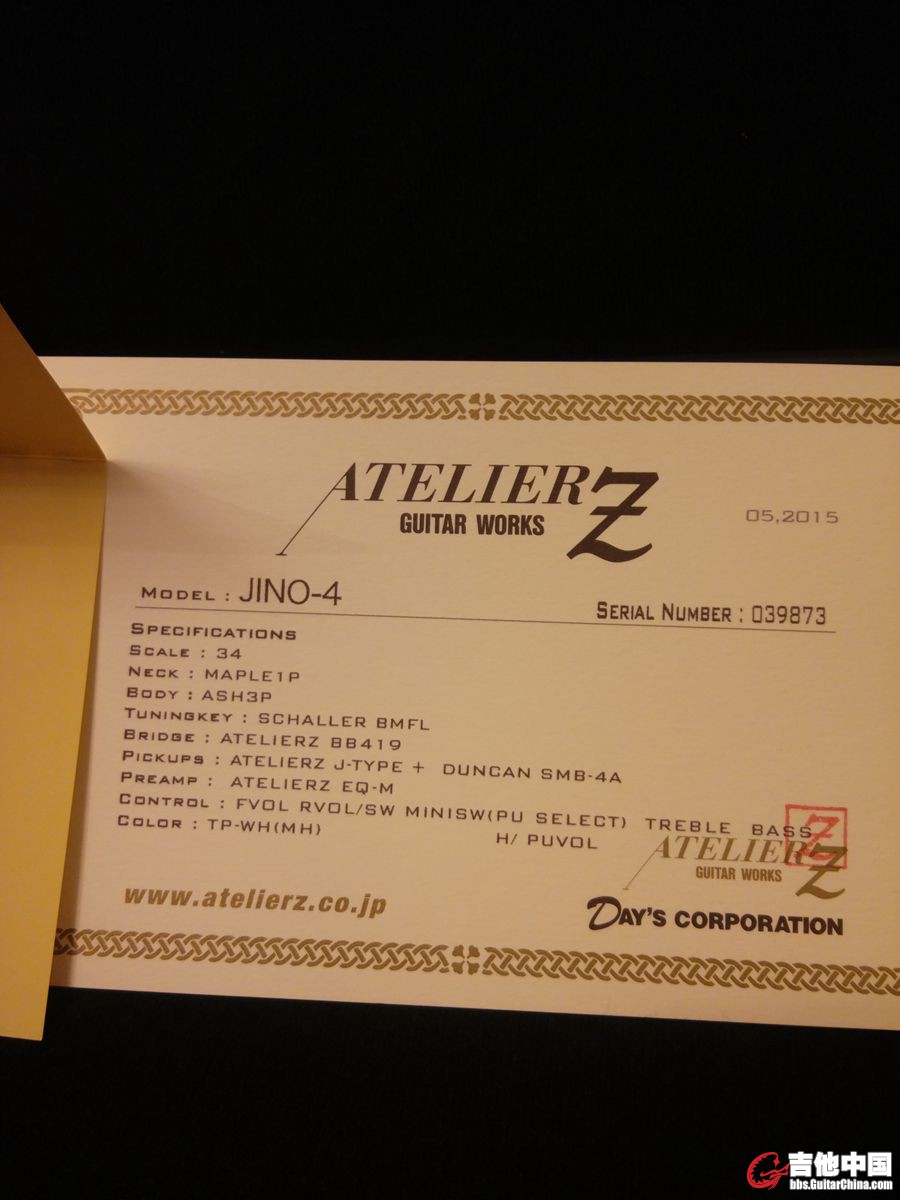 ATELIER Z
GUITAR WORKS
05,2015
MODEL : JINO-4
SERIAL NUMBER : 039873
SPECIFICATIONS
SCALE : 34
NECK : MAPLE1P
BODY : ASH3P
TUNINGKEY : SCHALLER BMFL
BRIDGE : ATELIERZ BB419
PICKUPS : ATELIERZ J-TYPE + DUNCAN SMB-4A
PREAMP : ATELIERZ EQ-M
CONTROL : FVOL RVOL/SW MINISW(PU SELECT) TREBLE BASS
H/ PUVOL
COLOR : TP-WH(MH)
Z
ATELIER Z
GUITAR WORKS
www.atelierz.co.jp
DAY'S CORPORATION
吉他中国
bbs.GuitarChina.com